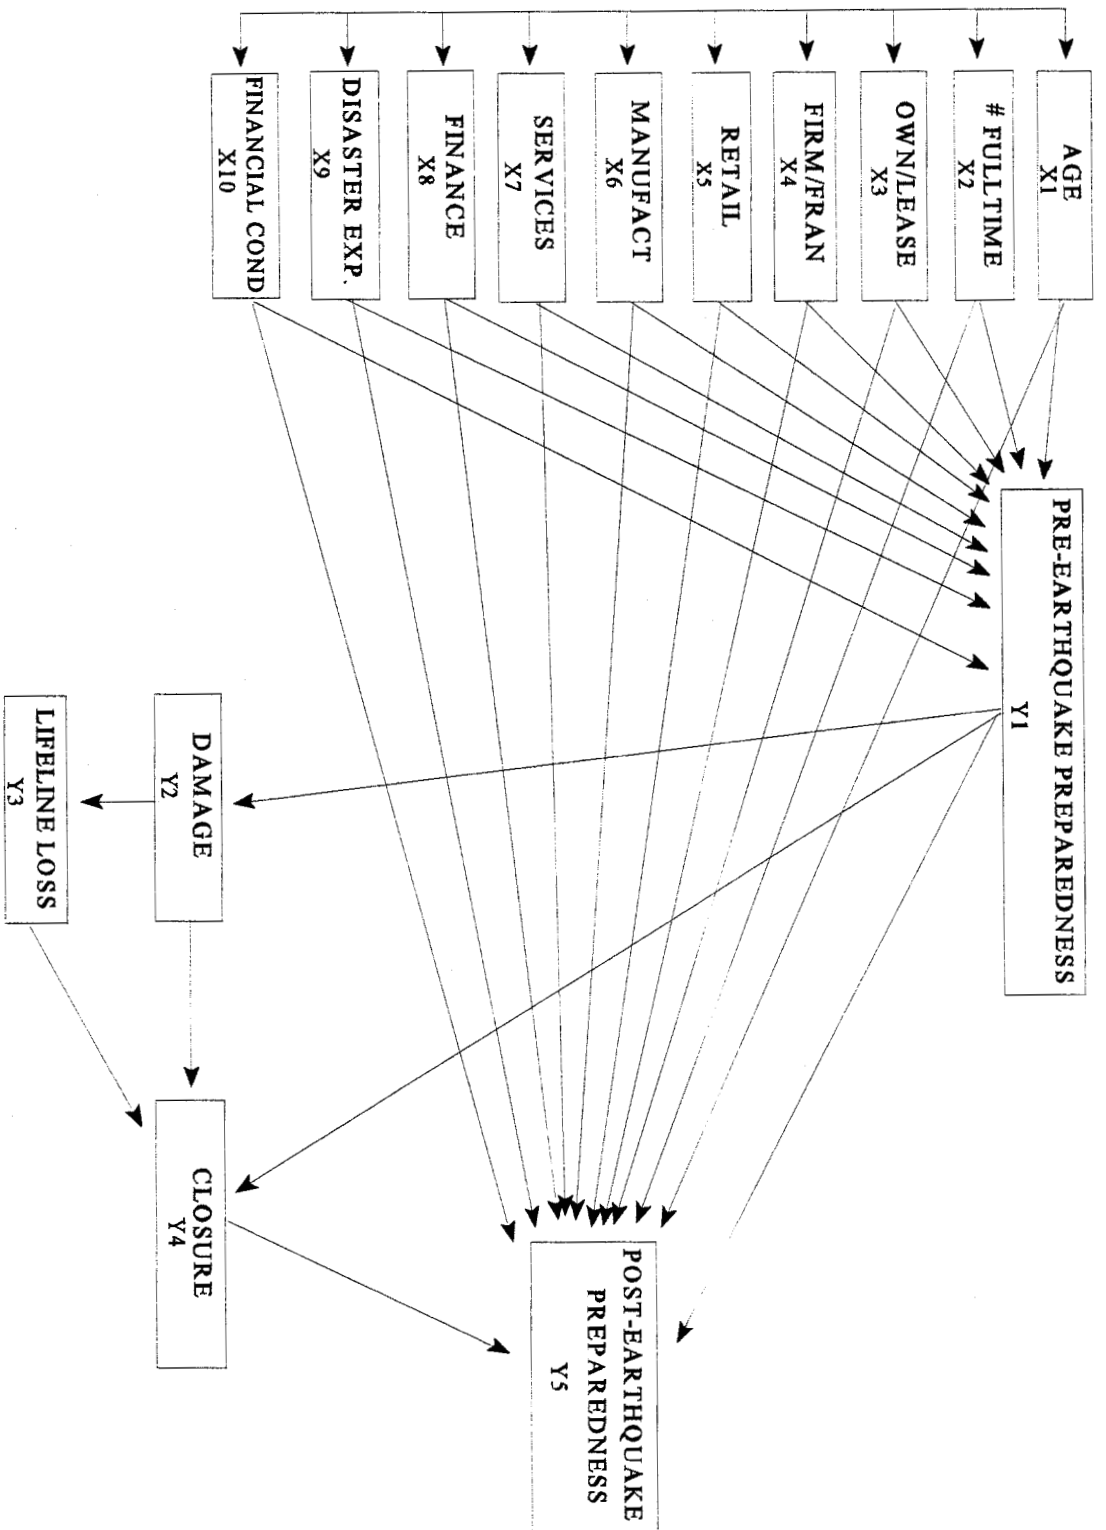 AGE
X1
# FULLTIME
X2
OWN/LEASE
X3
FIRM/FRAN
X4
RETAIL
X5
MANUFACT
X6
SERVICES
X7
FINANCE
X8
DISASTER EXP.
X9
FINANCIAL COND
X10
PRE-EARTHQUAKE PREPAREDNESS
Y1
DAMAGE
Y2
LIFELINE LOSS
Y3
CLOSURE
Y4
POST-EARTHQUAKE
PREPAREDNESS
Y5